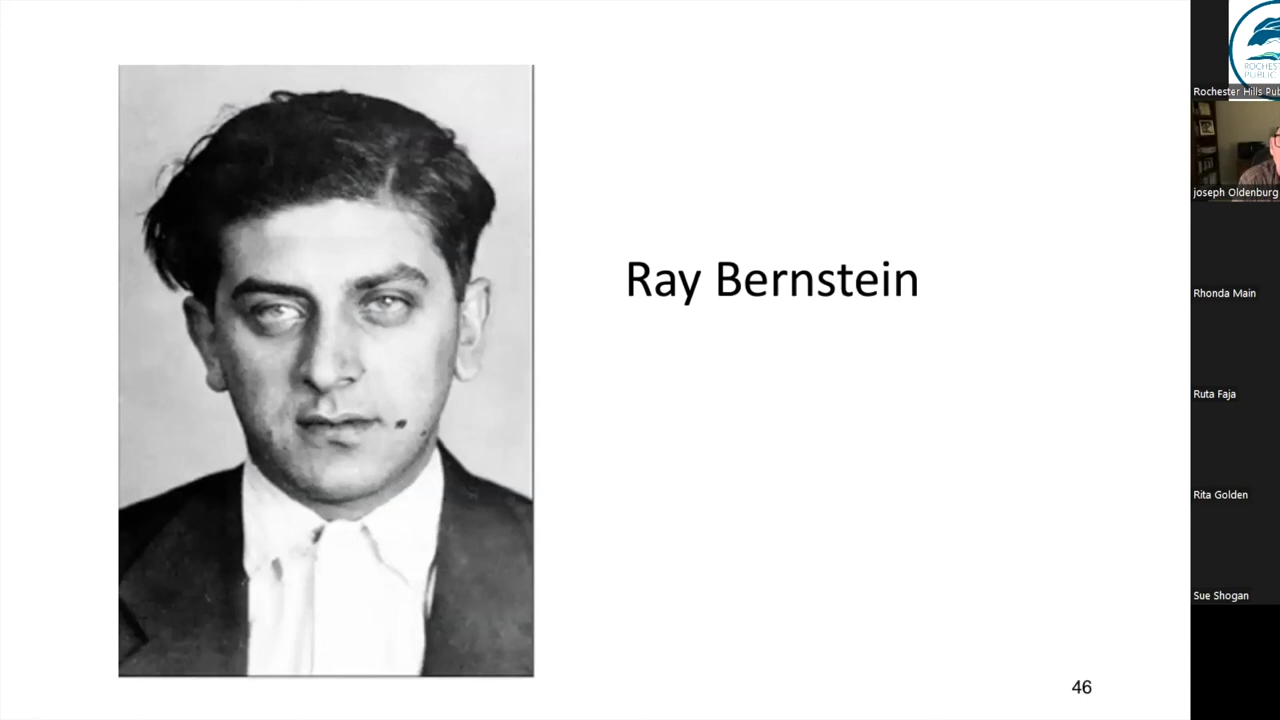 Ray Bernstein
46
Rochester Hills Pub
joseph Oldenburg
Rhonda Main
Ruta Faja
Rita Golden
Sue Shogan